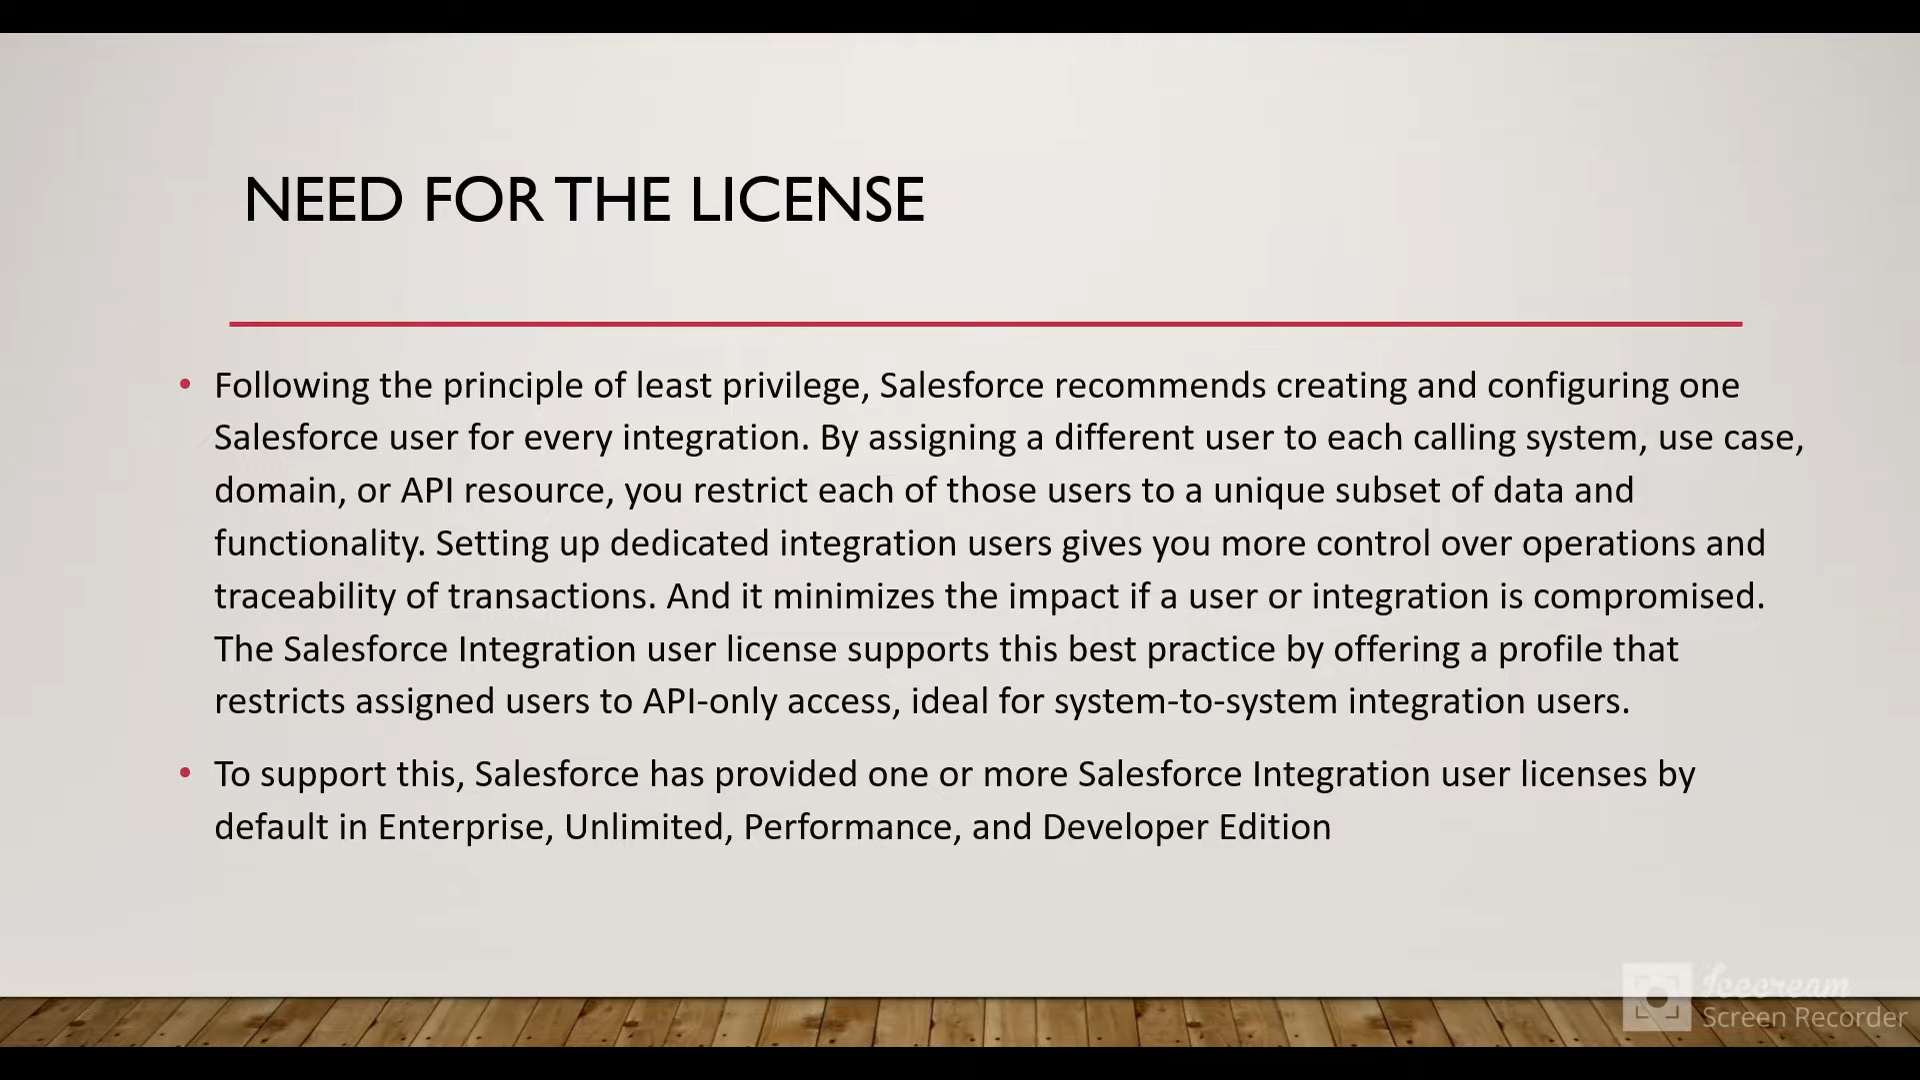 NEED FOR THE LICENSE
• Following the principle of least privilege, Salesforce recommends creating and configuring one
Salesforce user for every integration. By assigning a different user to each calling system, use case,
domain, or API resource, you restrict each of those users to a unique subset of data and
functionality. Setting up dedicated integration users gives you more control over operations and
traceability of transactions. And it minimizes the impact if a user or integration is compromised.
The Salesforce Integration user license supports this best practice by offering a profile that
restricts assigned users to API-only access, ideal for system-to-system integration users.
• To support this, Salesforce has provided one or more Salesforce Integration user licenses by
default in Enterprise, Unlimited, Performance, and Developer Edition
Icecream
Screen Recorder